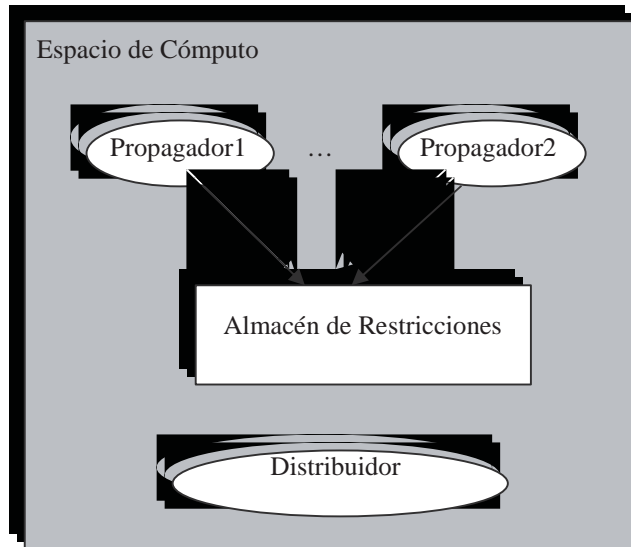 Espacio de Cómputo
Propagador1 … Propagador2
Almacén de Restricciones
Distribuidor